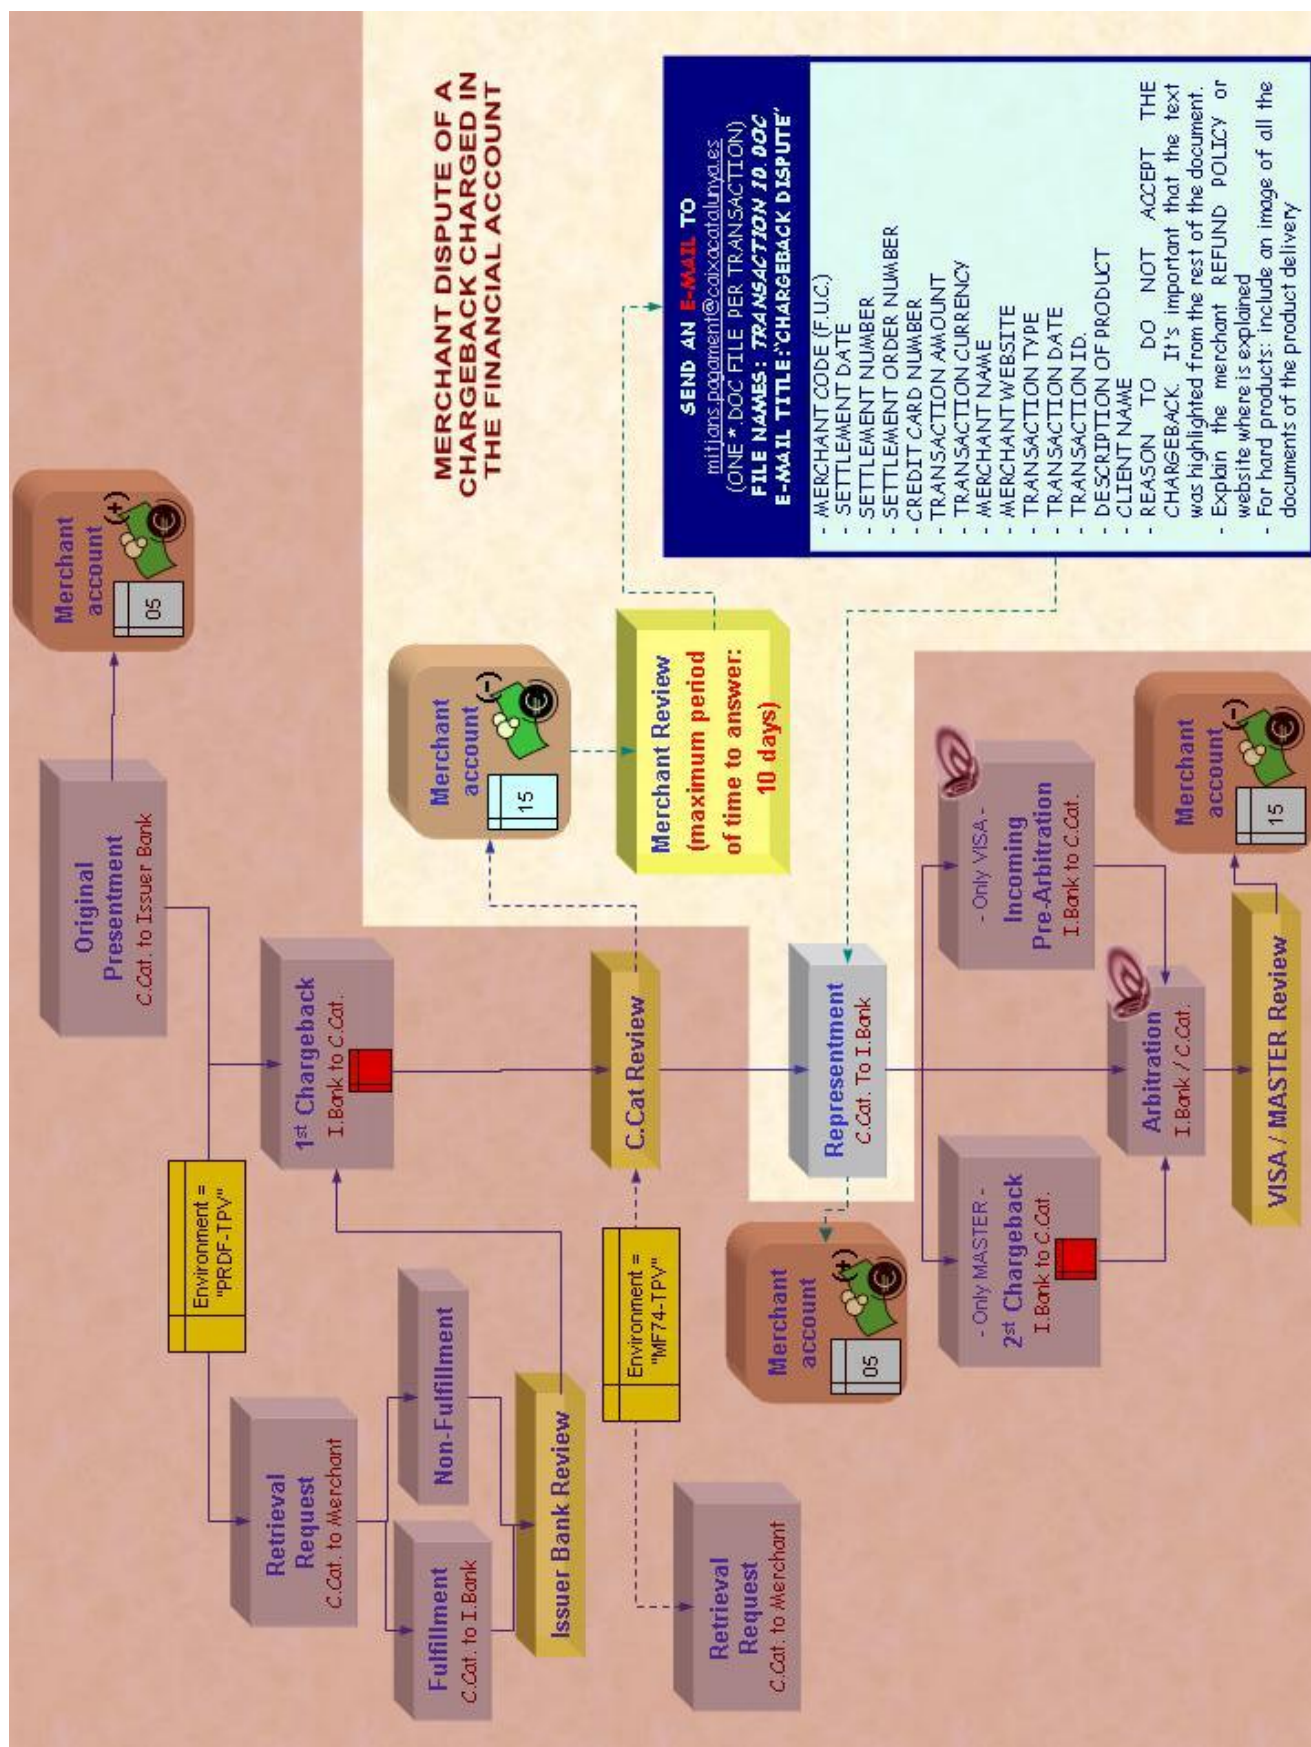 MERCHANT DISPUTE OF A
CHARGEBACK CHARGED IN
THE FINANCIAL ACCOUNT
Original
Presentment
C.Cat. to Issuer Bank
Merchant
account
(+)
05
Environment =
"PRDF-TPV"
Retrieval
Request
C.Cat. to Merchant
1st Chargeback
I.Bank to C.Cat.
Fulfillment
C.Cat. to I.Bank
Non-Fulfillment
Issuer Bank Review
Merchant
account
(-)
15
C.Cat Review
Environment =
"MF74-TPV"
Retrieval
Request
C.Cat. to Merchant
Merchant Review
(maximum period
of time to answer:
10 days)
SEND AN E-MAIL TO
mitjans.pagament@caixacatalunya.es
(ONE *.DOC FILE PER TRANSACTION)
FILE NAMES: TRANSACTION ID.DOC
E-MAIL TITLE:"CHARGEBACK DISPUTE"
- MERCHANT CODE (F.U.C.)
- SETTLEMENT DATE
- SETTLEMENT NUMBER
- SETTLEMENT ORDER NUMBER
- CREDIT CARD NUMBER
- TRANSACTION AMOUNT
- TRANSACTION CURRENCY
- MERCHANT NAME
- MERCHANT WEBSITE
- TRANSACTION TYPE
- TRANSACTION DATE
- TRANSACTION ID.
- DESCRIPTION OF PRODUCT
- CLIENT NAME
- REASON TO DO NOT ACCEPT THE
CHARGEBACK. It's important that the text
was highlighted from the rest of the document.
- Explain the merchant REFUND POLICY or
website where is explained
- For hard products: include an image of all the
documents of the product delivery
Merchant
account
(+)
05
Representment
C.Cat. To I.Bank
- Only MASTER -
2st Chargeback
I.Bank to C.Cat.
- Only VISA -
Incoming
Pre-Arbitration
I.Bank to C.Cat.
Arbitration
I.Bank / C.Cat.
VISA / MASTER Review
Merchant
account
(-)
15